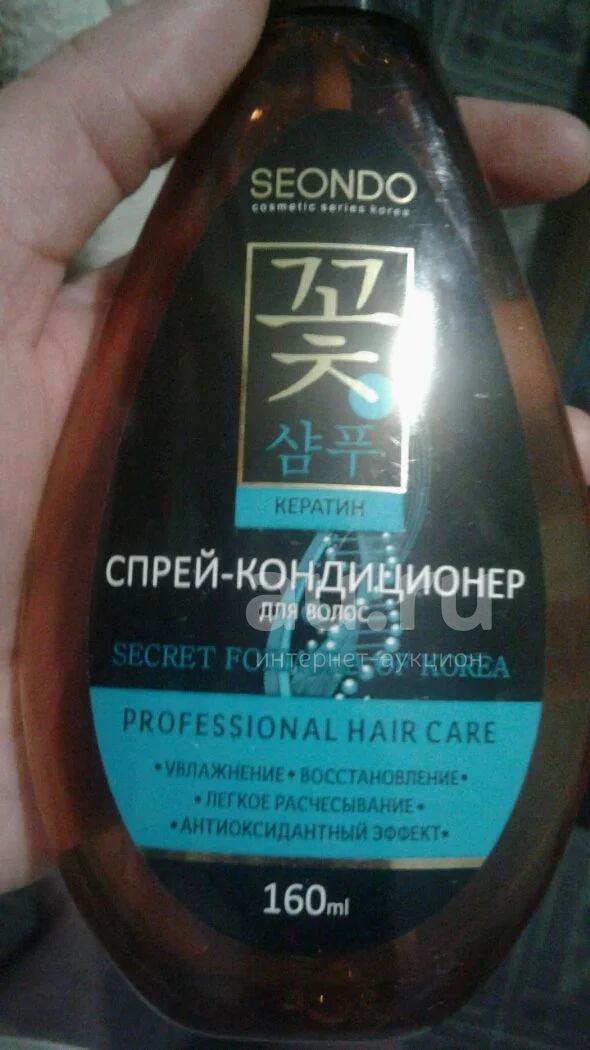 SEONDO
cosmetic series korea
꽃
샴푸
КЕРАТИН
СПРЕЙ-КОНДИЦИОНЕР
ДЛЯ ВОЛОС
SECRET OF KOREA
интернет-аукцион
PROFESSIONAL HAIR CARE
•УВЛАЖНЕНИЕ • ВОССТАНОВЛЕНИЕ•
•ЛЕГКОЕ РАСЧЕСЫВАНИЕ•
•АНТИОКСИДАНТНЫЙ ЭФФЕКТ•
160ml